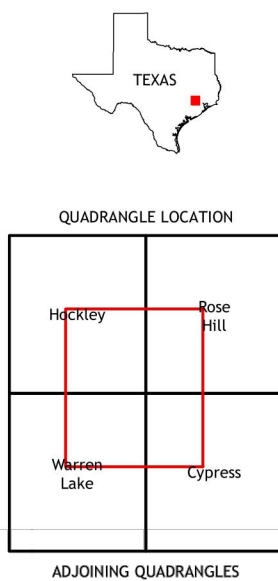 TEXAS
QUADRANGLE LOCATION
Hockley
Rose
Hill
Warren
Lake
Cypress
ADJOINING QUADRANGLES